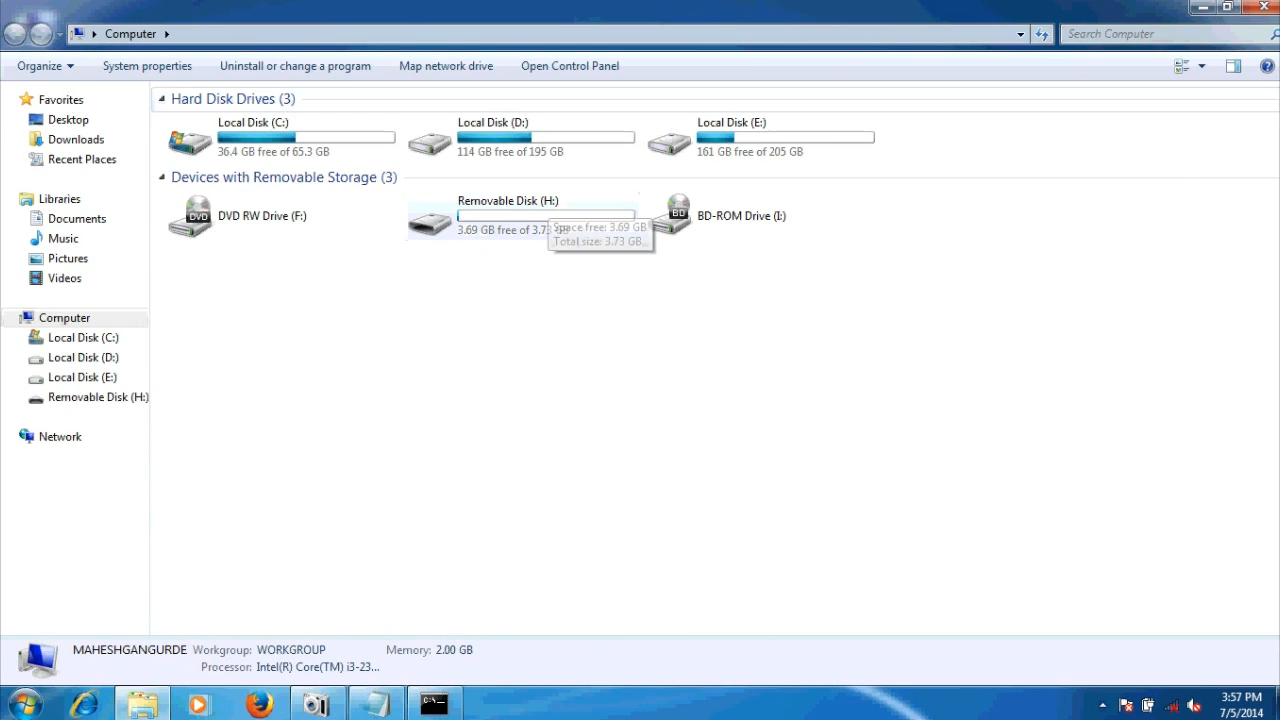 Computer
Search Computer
Organize
System properties
Uninstall or change a program
Map network drive
Open Control Panel
Favorites
Desktop
Downloads
Recent Places
Libraries
Documents
Music
Pictures
Videos
Computer
Local Disk (C:)
Local Disk (D:)
Local Disk (E:)
Removable Disk (H:)
Network
Hard Disk Drives (3)
Local Disk (C:)
36.4 GB free of 65.3 GB
Local Disk (D:)
114 GB free of 195 GB
Local Disk (E:)
161 GB free of 205 GB
Devices with Removable Storage (3)
DVD
DVD RW Drive (F:)
Removable Disk (H:)
3.69 GB free of 3.73
Space free: 3.69 GB
Total size: 3.73 GB
BD
BD-ROM Drive (I:)
MAHESHGANGURDE Workgroup: WORKGROUP Memory: 2.00 GB
Processor: Intel(R) Core(TM) i3-23...
C:\
3:57 PM
7/5/2014